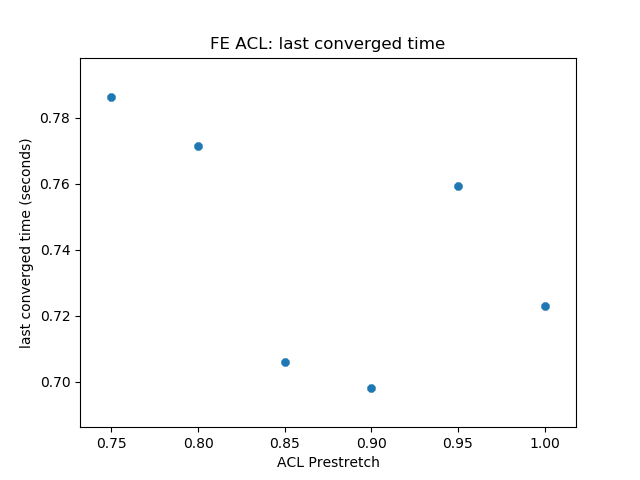 FE ACL: last converged time
last converged time (seconds)
0.78
0.76
0.74
0.72
0.70
0.75 0.80 0.85 0.90 0.95 1.00
ACL Prestretch